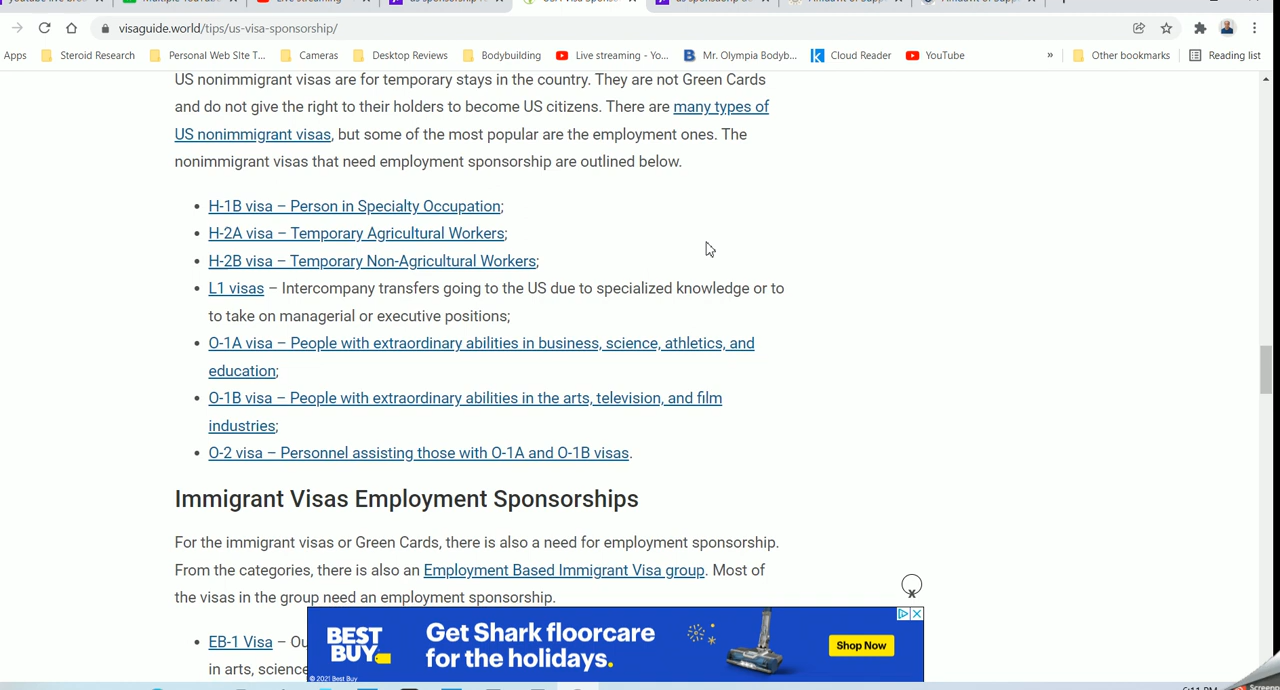 visaguide.world/tips/us-visa-sponsorship/
Apps Steroid Research Personal Web Site T... Cameras Desktop Reviews Bodybuilding Live streaming - Yo... Mr. Olympia Bodyb... Cloud Reader YouTube » Other bookmarks Reading list
US nonimmigrant visas are for temporary stays in the country. They are not Green Cards
and do not give the right to their holders to become US citizens. There are many types of
US nonimmigrant visas, but some of the most popular are the employment ones. The
nonimmigrant visas that need employment sponsorship are outlined below.
• H-1B visa – Person in Specialty Occupation;
• H-2A visa – Temporary Agricultural Workers;
• H-2B visa – Temporary Non-Agricultural Workers;
• L1 visas – Intercompany transfers going to the US due to specialized knowledge or to
to take on managerial or executive positions;
• O-1A visa – People with extraordinary abilities in business, science, athletics, and
education;
• O-1B visa – People with extraordinary abilities in the arts, television, and film
industries;
• O-2 visa – Personnel assisting those with O-1A and O-1B visas.
Immigrant Visas Employment Sponsorships
For the immigrant visas or Green Cards, there is also a need for employment sponsorship.
From the categories, there is also an Employment Based Immigrant Visa group. Most of
the visas in the group need an employment sponsorship.
• EB-1 Visa – Ou
in arts, science
x
BEST
BUY
Get Shark floorcare
for the holidays.
Shop Now
© 2021 Best Buy